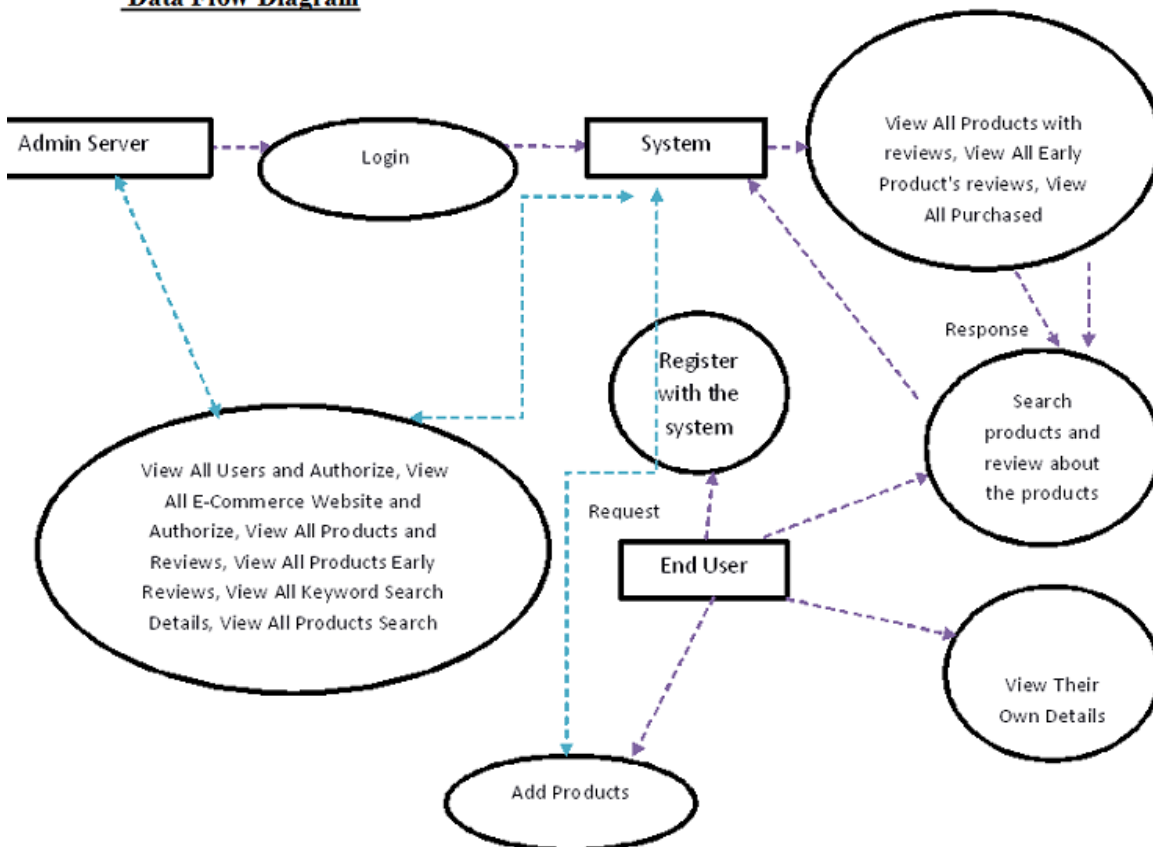 Data Flow Diagram
Admin Server
Login
System
View All Products with
reviews, View All Early
Product's reviews, View
All Purchased
Response
Register
with the
system
Search
products and
review about
the products
View All Users and Authorize, View
All E-Commerce Website and
Authorize, View All Products and
Reviews, View All Products Early
Reviews, View All Keyword Search
Details, View All Products Search
Request
End User
View Their
Own Details
Add Products